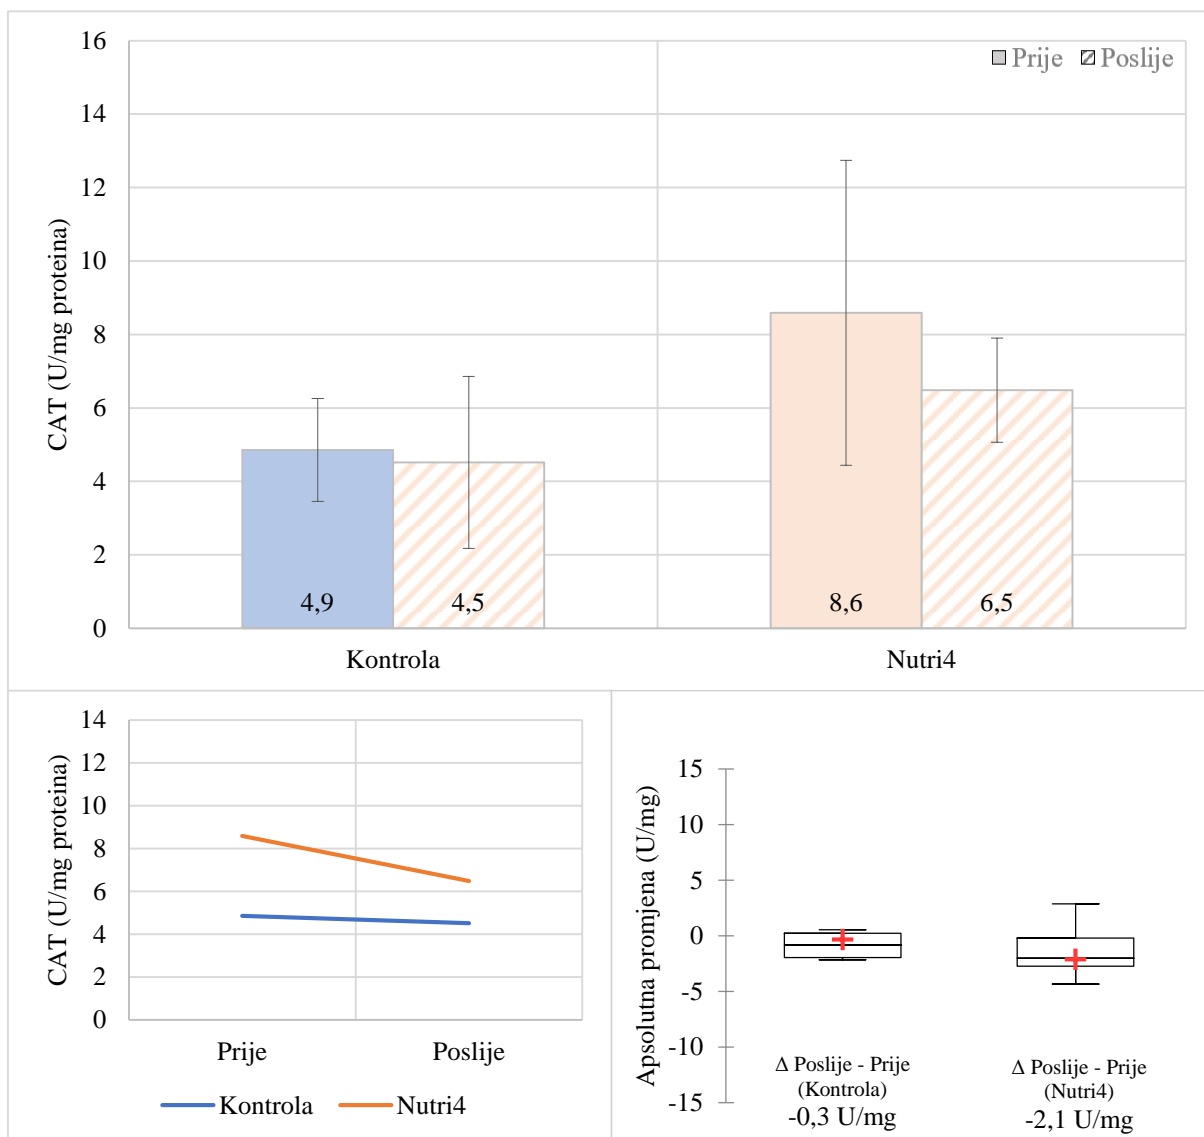 CAT (U/mg proteina)
16
14
12
10
8
6
4
2
0
Prije Poslije
4,9 4,5 8,6 6,5
Kontrola Nutri4
CAT (U/mg proteina)
14
12
10
8
6
4
2
0
Prije Poslije
Kontrola Nutri4
Apsolutna promjena (U/mg)
15
10
5
0
-5
-10
-15
Δ Poslije - Prije
(Kontrola)
-0,3 U/mg
Δ Poslije - Prije
(Nutri4)
-2,1 U/mg